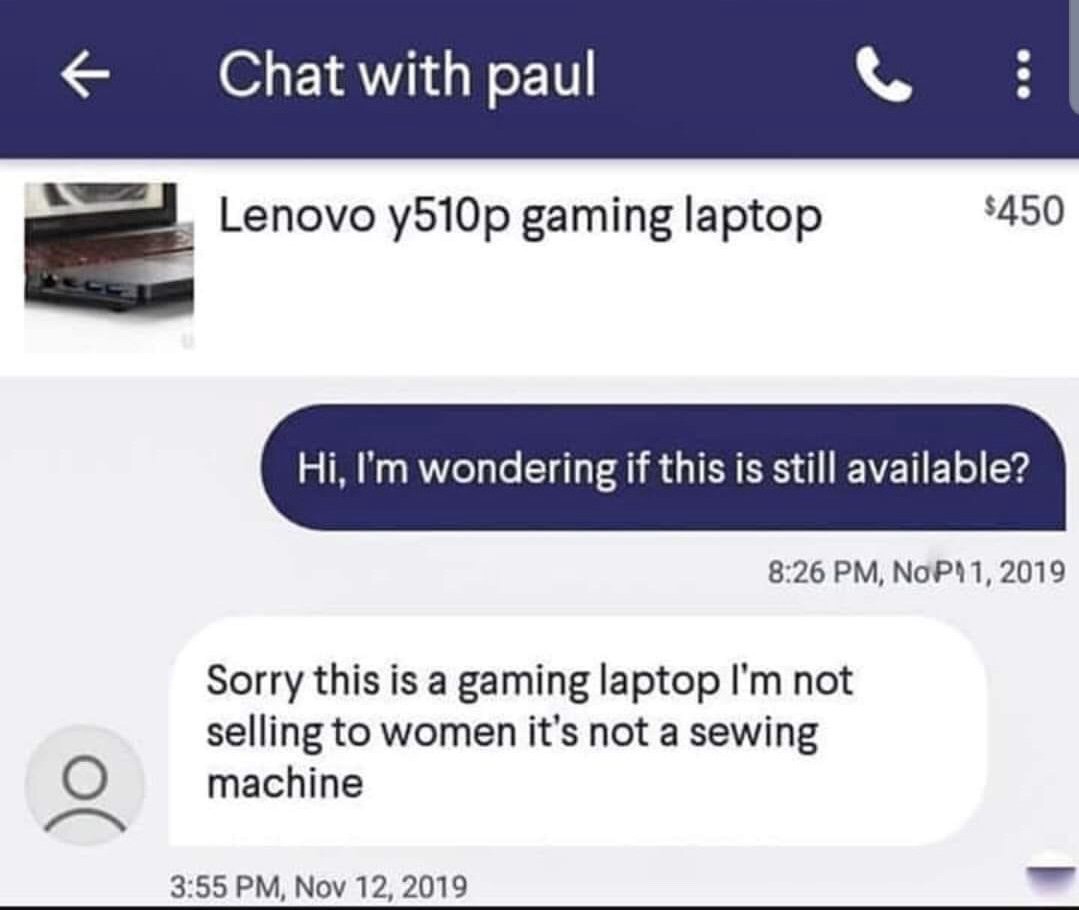 Chat with paul
Lenovo y510p gaming laptop $450
Hi, I'm wondering if this is still available?
8:26 PM, 1, 2019
Sorry this is a gaming laptop I'm not
selling to women it's not a sewing
machine
3:55 PM, Nov 12, 2019